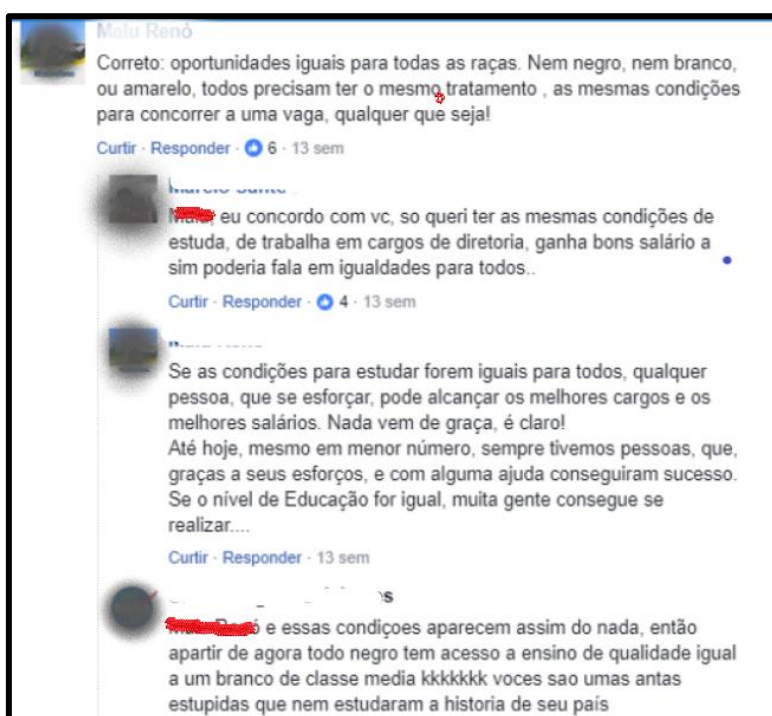 Malu Renó
Correto: oportunidades iguais para todas as raças. Nem negro, nem branco,
ou amarelo, todos precisam ter o mesmo tratamento , as mesmas condições
para concorrer a uma vaga, qualquer que seja!
Curtir · Responder · 6 · 13 sem
eu concordo com vc, so queri ter as mesmas condições de
estuda, de trabalha em cargos de diretoria, ganha bons salário a
sim poderia fala em igualdades para todos..
Curtir · Responder · 4 · 13 sem
Se as condições para estudar forem iguais para todos, qualquer
pessoa, que se esforçar, pode alcançar os melhores cargos e os
melhores salários. Nada vem de graça, é claro!
Até hoje, mesmo em menor número, sempre tivemos pessoas, que,
graças a seus esforços, e com alguma ajuda conseguiram sucesso.
Se o nível de Educação for igual, muita gente consegue se
realizar....
Curtir · Responder · 13 sem
e essas condiçoes aparecem assim do nada, então
apartir de agora todo negro tem acesso a ensino de qualidade igual
a um branco de classe media kkkkkkk voces sao umas antas
estupidas que nem estudaram a historia de seu país